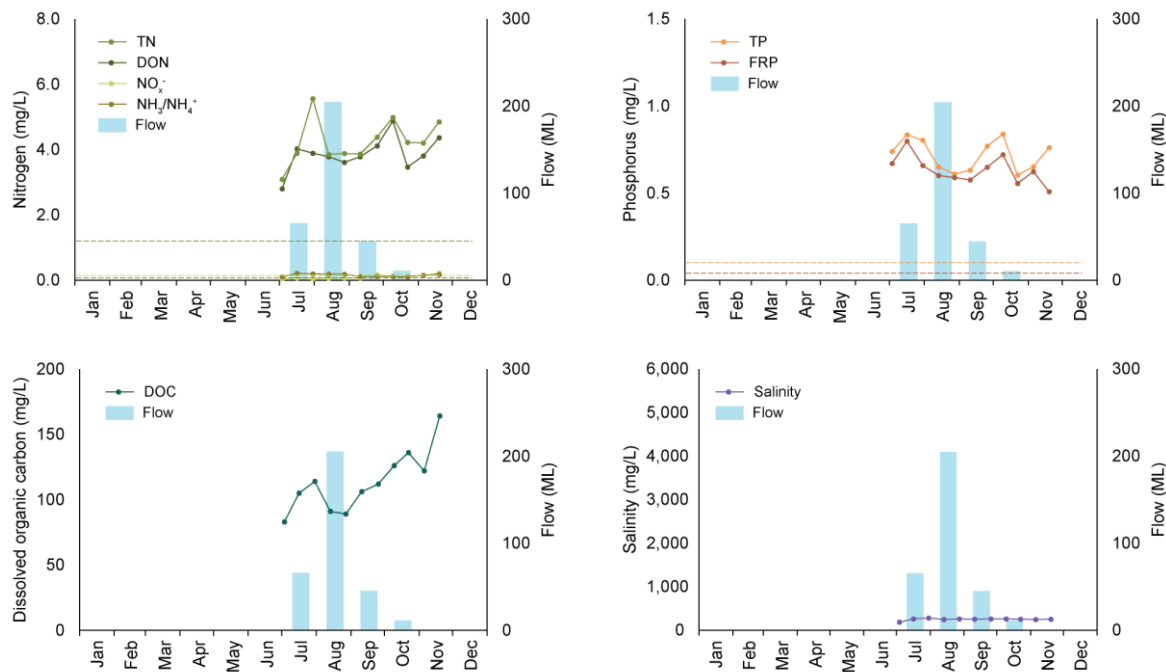 8.0
6.0
4.0
2.0
0.0
Nitrogen (mg/L)
TN
DON
NOₓ⁻
NH₃/NH₄⁺
Flow
300
200
100
0
Flow (ML)
Jan Feb Mar Apr May Jun Jul Aug Sep Oct Nov Dec
1.5
1.0
0.5
0.0
Phosphorus (mg/L)
TP
FRP
Flow
300
200
100
0
Flow (ML)
Jan Feb Mar Apr May Jun Jul Aug Sep Oct Nov Dec
200
150
100
50
0
Dissolved organic carbon (mg/L)
DOC
Flow
300
200
100
0
Flow (ML)
Jan Feb Mar Apr May Jun Jul Aug Sep Oct Nov Dec
6,000
5,000
4,000
3,000
2,000
1,000
0
Salinity (mg/L)
Salinity
Flow
300
200
100
0
Flow (ML)
Jan Feb Mar Apr May Jun Jul Aug Sep Oct Nov Dec